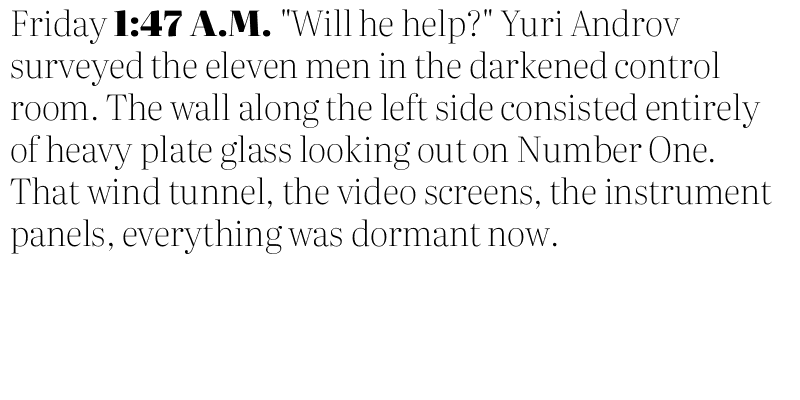 Friday 1:47 A.M. "Will he help?" Yuri Androv
surveyed the eleven men in the darkened control
room. The wall along the left side consisted entirely
of heavy plate glass looking out on Number One.
That wind tunnel, the video screens, the instrument
panels, everything was dormant now.